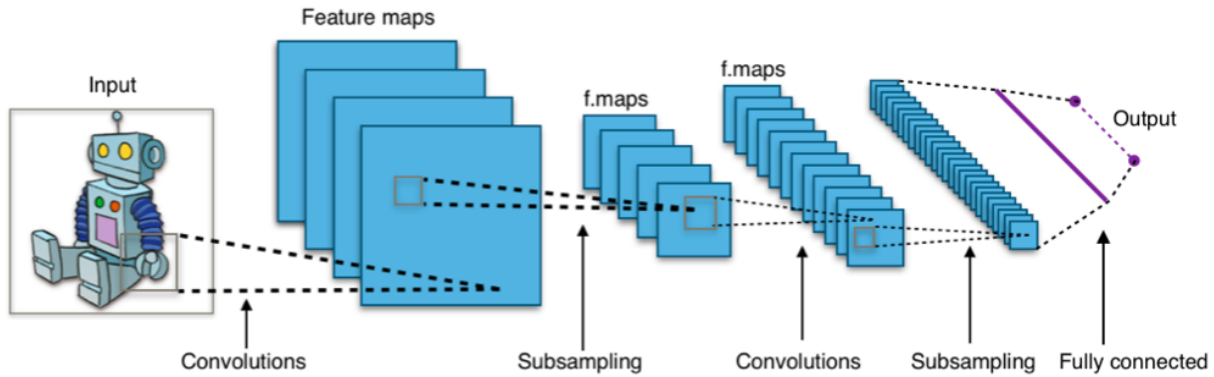 Feature maps
Input
f.maps
f.maps
Output
Convolutions
Subsampling
Convolutions
Subsampling
Fully connected